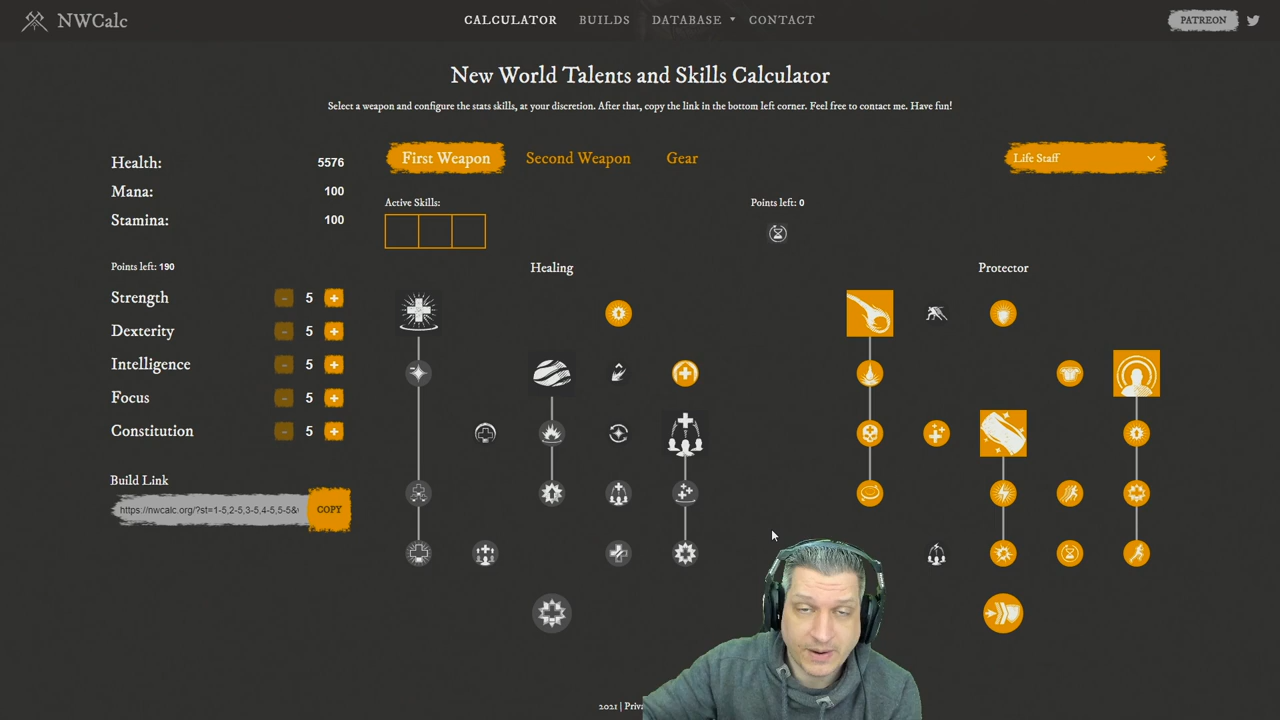 NWCalc
CALCULATOR BUILDS DATABASE CONTACT
PATREON
New World Talents and Skills Calculator
Select a weapon and configure the stats skills, at your discretion. After that, copy the link in the bottom left corner. Feel free to contact me. Have fun!
Health: 5576
Mana: 100
Stamina: 100
Points left: 190
Strength - 5 +
Dexterity - 5 +
Intelligence - 5 +
Focus - 5 +
Constitution - 5 +
Build Link
https://nwcalc.org/?st=1-5,2-5,3-5,4-5,5-5& COPY
First Weapon Second Weapon Gear
Life Staff
Active Skills:
Points left: 0
Healing
Protector
2021 | Priva